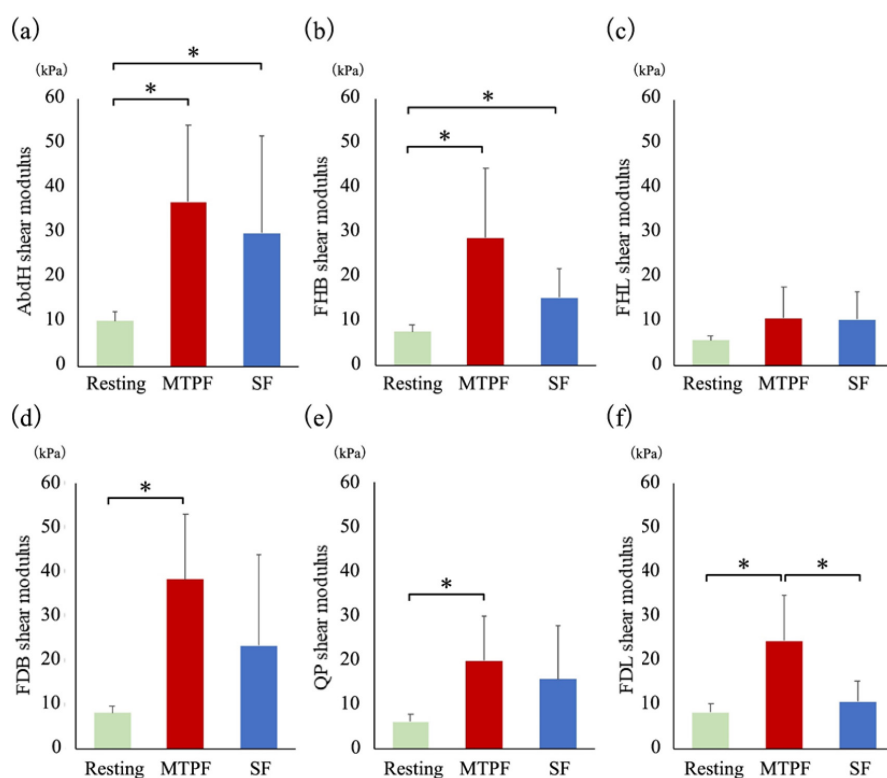 (a)
(kPa)
60
50
40
30
20
10
0
AbdH shear modulus
*
*
Resting MTPF SF
(b)
(kPa)
60
50
40
30
20
10
0
FHB shear modulus
*
*
Resting MTPF SF
(c)
(kPa)
60
50
40
30
20
10
0
FHL shear modulus
Resting MTPF SF
(d)
(kPa)
60
50
40
30
20
10
0
FDB shear modulus
*
Resting MTPF SF
(e)
(kPa)
60
50
40
30
20
10
0
QP shear modulus
*
Resting MTPF SF
(f)
(kPa)
60
50
40
30
20
10
0
FDL shear modulus
*
*
Resting MTPF SF